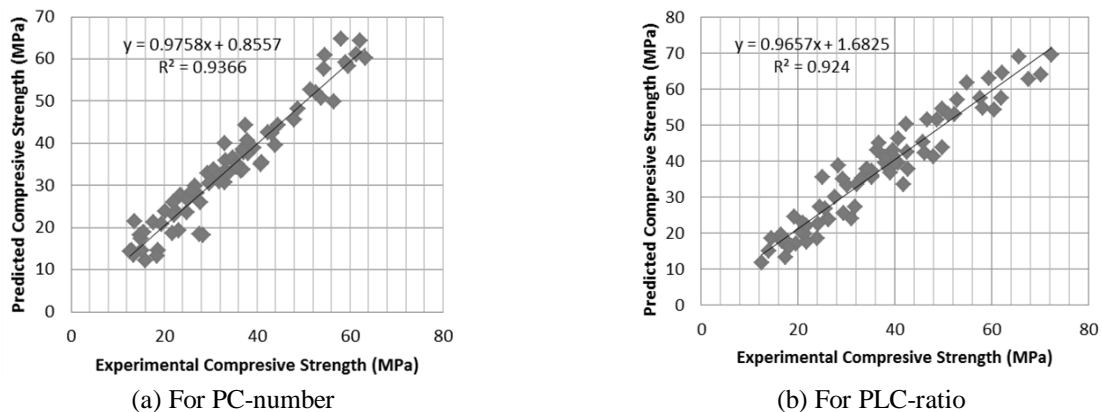 70
60
50
40
30
20
10
0
Predicted Compresive Strength (MPa)
y = 0.9758x + 0.8557
R² = 0.9366
0 20 40 60 80
Experimental Compresive Strength (MPa)
(a) For PC-number
80
70
60
50
40
30
20
10
0
Predicted Compresive Strength (MPa)
y = 0.9657x + 1.6825
R² = 0.924
0 20 40 60 80
Experimental Compresive Strength (MPa)
(b) For PLC-ratio